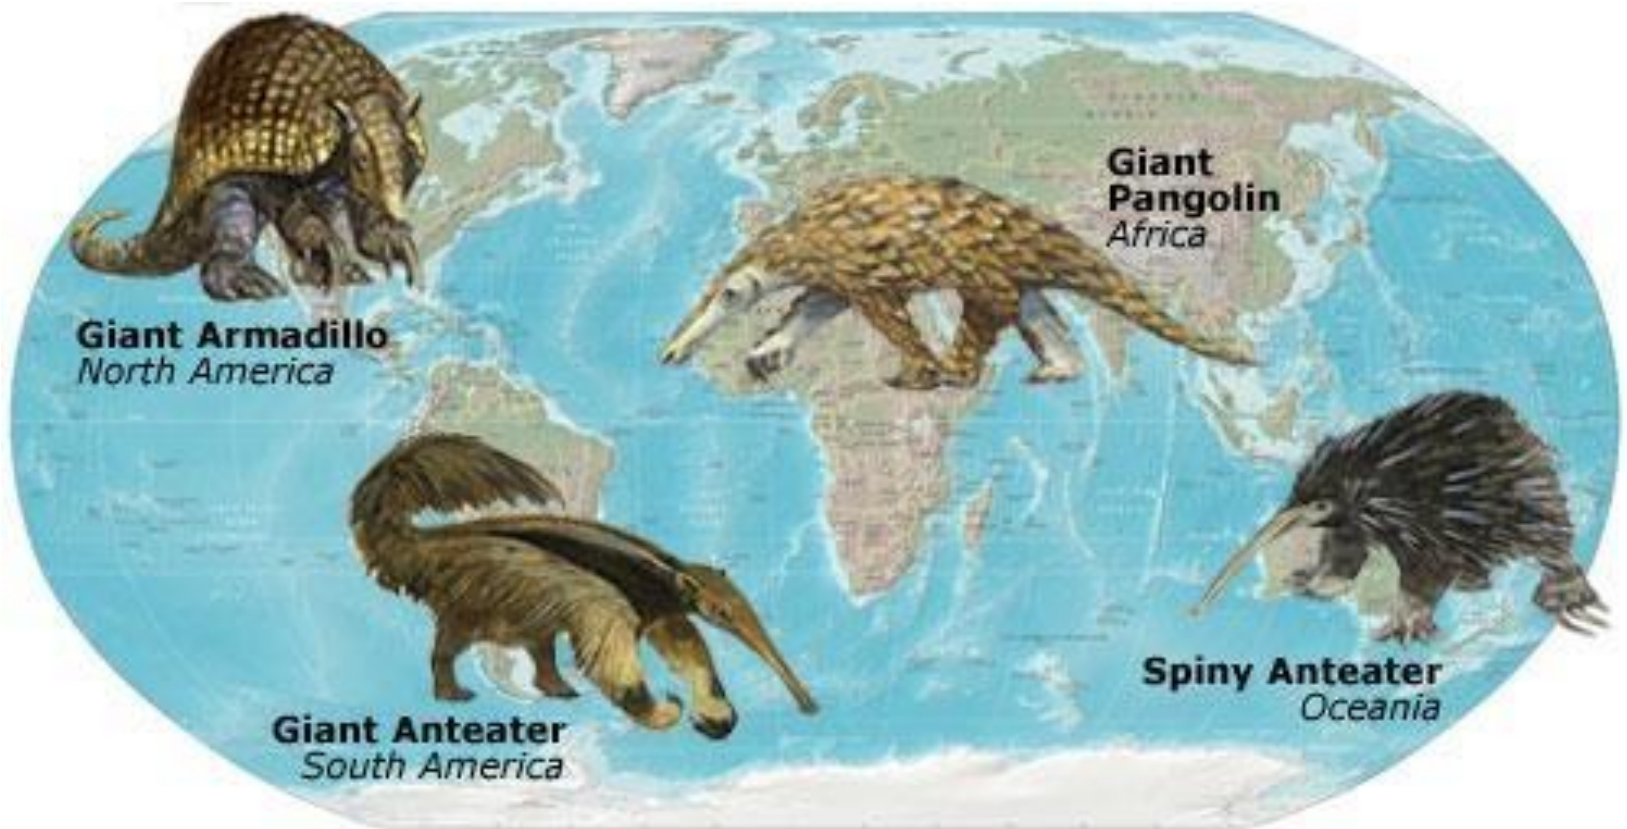 Giant
Pangolin
Africa
Giant Armadillo
North America
Spiny Anteater
Oceania
Giant Anteater
South America